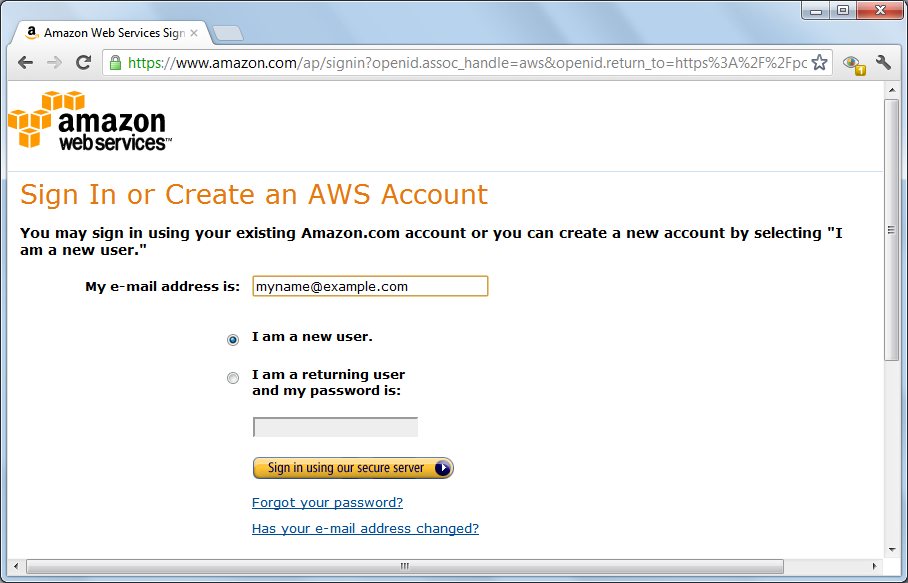 Amazon Web Services Sign
https://www.amazon.com/ap/signin?openid.assoc_handle=aws&openid.return_to=https%3A%2F%2Fpc
1
amazon
web services™
Sign In or Create an AWS Account
You may sign in using your existing Amazon.com account or you can create a new account by selecting "I
am a new user."
My e-mail address is: myname@example.com
I am a new user.
I am a returning user
and my password is:
Sign in using our secure server
Forgot your password?
Has your e-mail address changed?